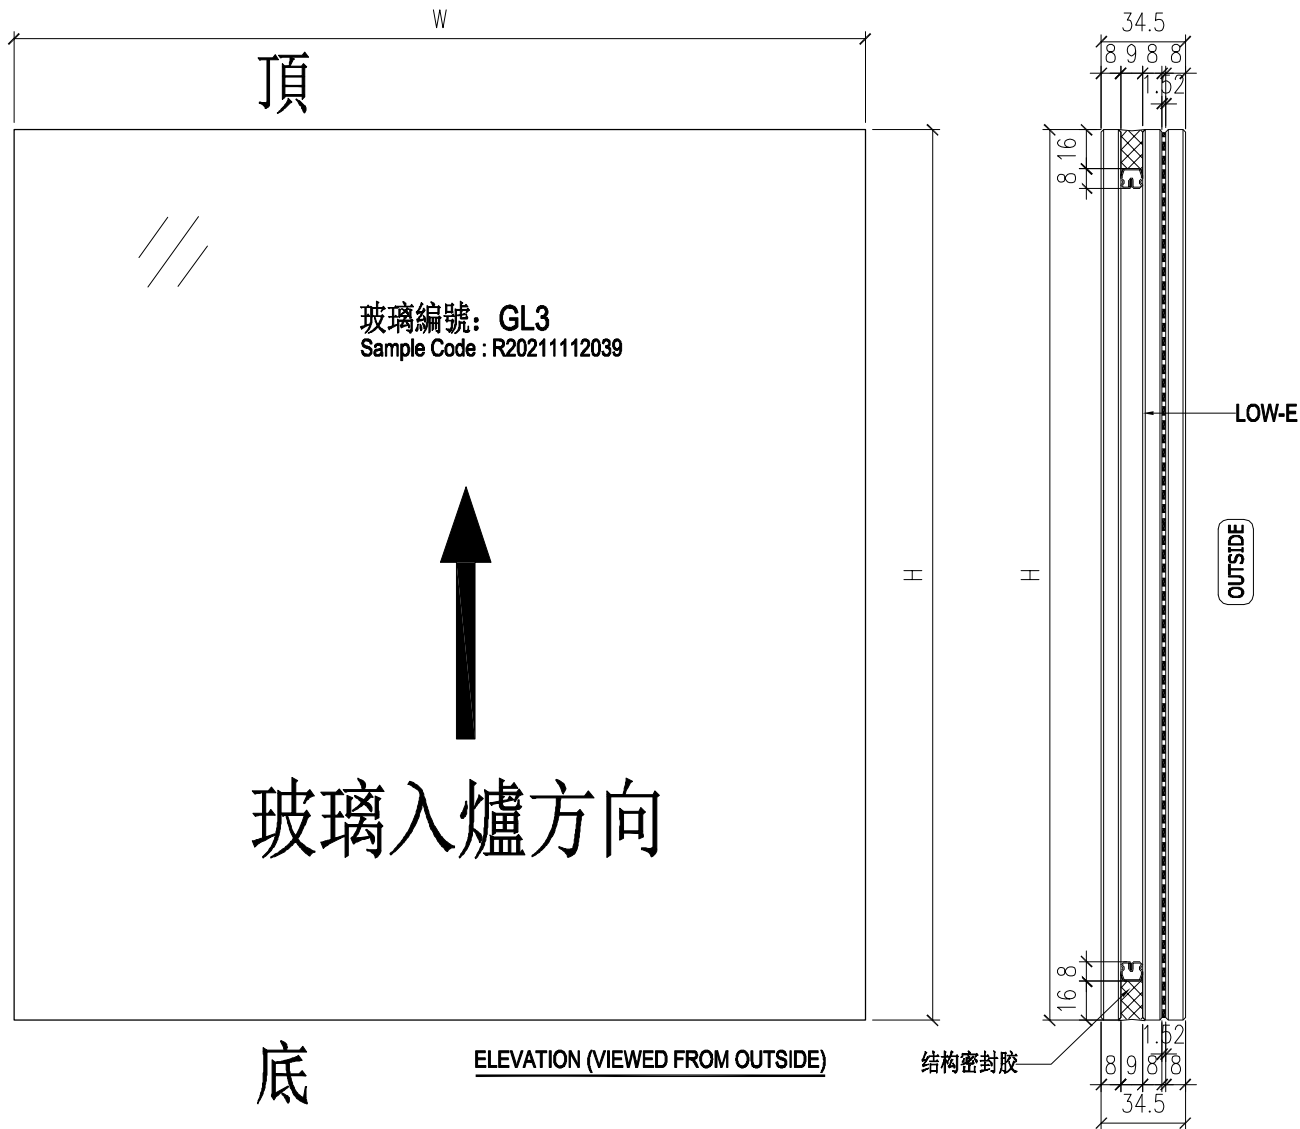 W
頂
34.5
8 9 8 8
1.52
16
8
玻璃編號：GL3
Sample Code : R20211112039
LOW-E
OUTSIDE
H
H
玻璃入爐方向
8
16
底
ELEVATION (VIEWED FROM OUTSIDE)
结构密封胶
1.52
8 9 8 8
34.5